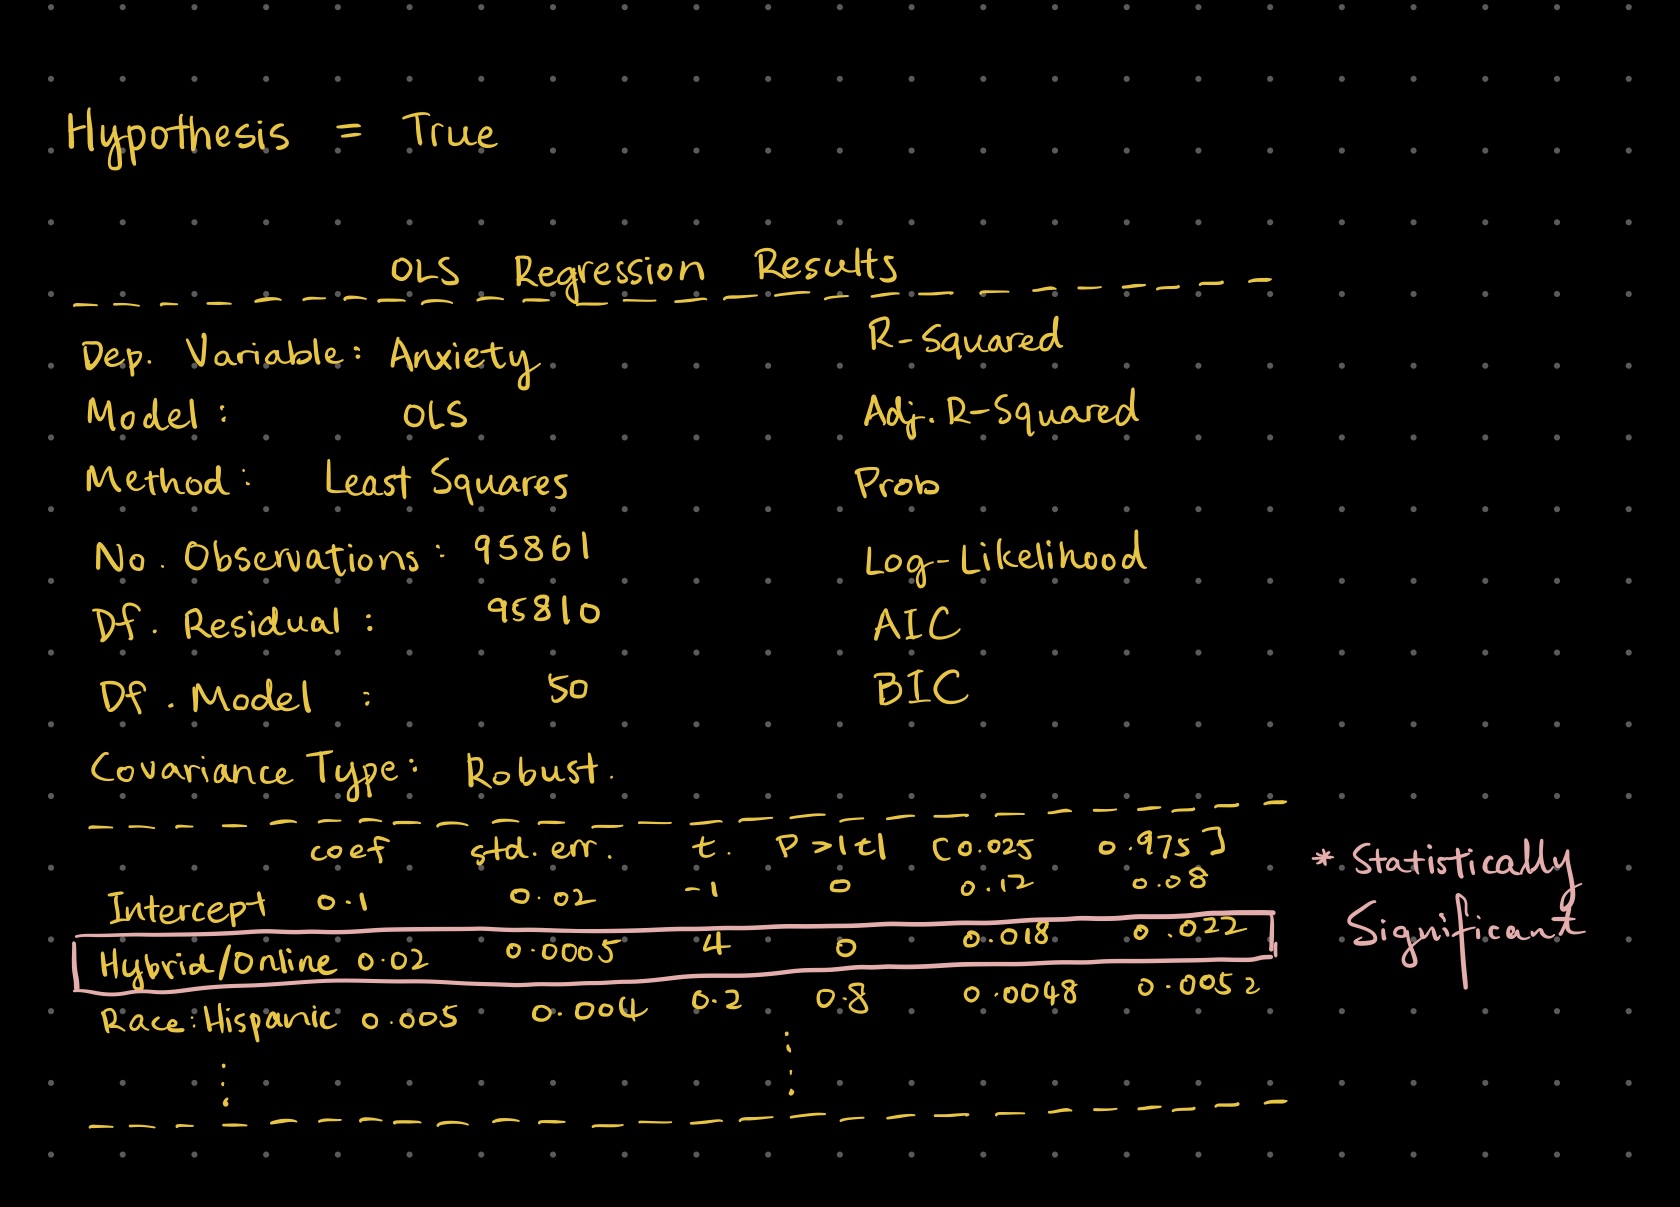 Hypothesis = True
OLS Regression Results
Dep. Variable: Anxiety R-Squared
Model: OLS Adj. R-Squared
Method: Least Squares Prob
No. Observations: 95861 Log-Likelihood
Df. Residual: 95810 AIC
Df. Model: 50 BIC
Covariance Type: Robust.
coef std. err. t. P>|t| [0.025 0.975]
Intercept 0.1 0.02 -1 0 0.12 0.08
Hybrid/Online 0.02 0.0005 4 0 0.018 0.022
Race: Hispanic 0.005 0.004 0.2 0.8 0.0048 0.0052
* Statistically
Significant